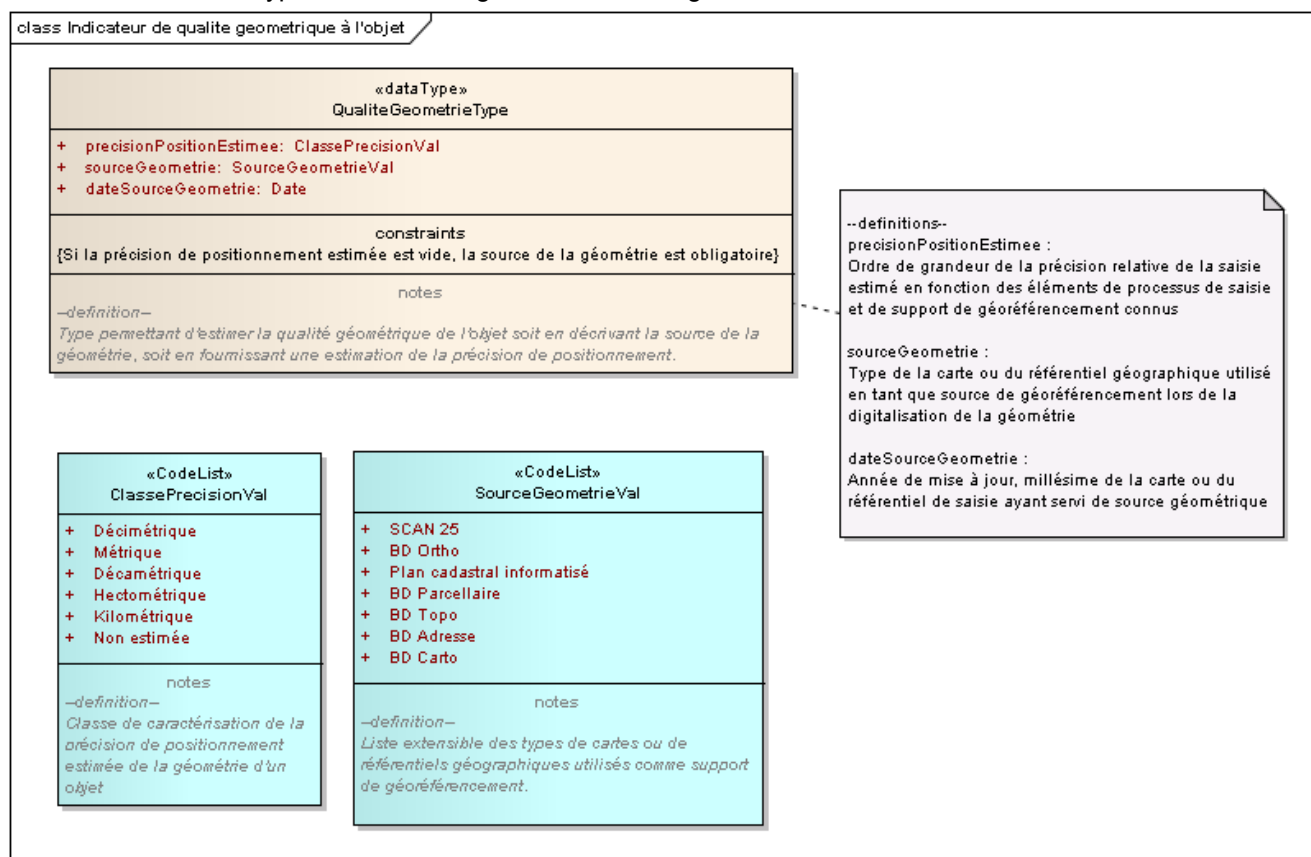 class Indicateur de qualite geometrique à l'objet
«dataType»
QualiteGeometrieType
+ precisionPositionEstimee: ClassePrecisionVal
+ sourceGeometrie: SourceGeometrieVal
+ dateSourceGeometrie: Date
constraints
{Si la précision de positionnement estimée est vide, la source de la géométrie est obligatoire}
notes
--definition--
Type permettant d'estimer la qualité géométrique de l'objet soit en décrivant la source de la
géométrie, soit en fournissant une estimation de la précision de positionnement.
--definitions--
precisionPositionEstimee :
Ordre de grandeur de la précision relative de la saisie
estimé en fonction des éléments de processus de saisie
et de support de géoréférencement connus
sourceGeometrie :
Type de la carte ou du référentiel géographique utilisé
en tant que source de géoréférencement lors de la
digitalisation de la géométrie
dateSourceGeometrie :
Année de mise à jour, millésime de la carte ou du
référentiel de saisie ayant servi de source géométrique
«CodeList»
ClassePrecisionVal
+ Décimétrique
+ Métrique
+ Décamétrique
+ Hectométrique
+ Kilométrique
+ Non estimée
notes
--definition--
Classe de caractérisation de la
précision de positionnement
estimée de la géométrie d'un
objet
«CodeList»
SourceGeometrieVal
+ SCAN 25
+ BD Ortho
+ Plan cadastral informatisé
+ BD Parcellaire
+ BD Topo
+ BD Adresse
+ BD Carto
notes
--definition--
Liste extensible des types de cartes ou de
référentiels géographiques utilisés comme support
de géoréférencement.